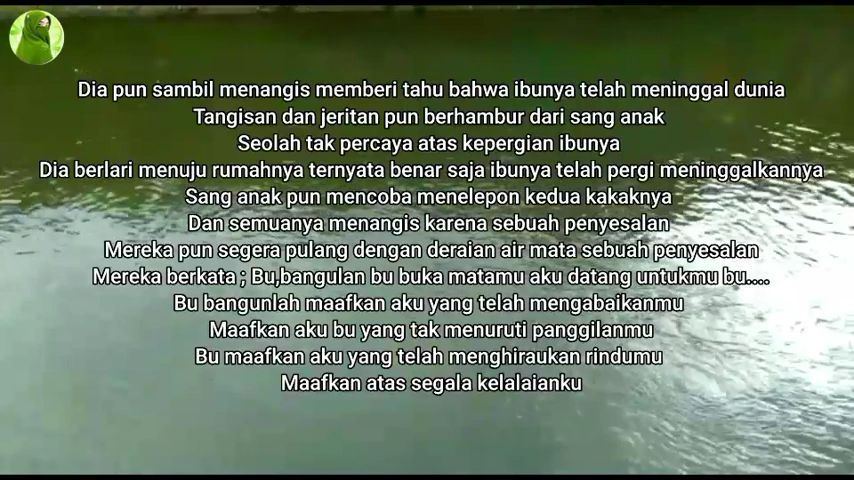 Dia pun sambil menangis memberi tahu bahwa ibunya telah meninggal dunia
Tangisan dan jeritan pun berhambur dari sang anak
Seolah tak percaya atas kepergian ibunya
Dia berlari menuju rumahnya ternyata benar saja ibunya telah pergi meninggalkannya
Sang anak pun mencoba menelepon kedua kakaknya
Dan semuanya menangis karena sebuah penyesalan
Mereka pun segera pulang dengan deraian air mata sebuah penyesalan
Mereka berkata ; Bu,bangulan bu buka matamu aku datang untukmu bu....
Bu bangunlah maafkan aku yang telah mengabaikanmu
Maafkan aku bu yang tak menuruti panggilanmu
Bu maafkan aku yang telah menghiraukan rindumu
Maafkan atas segala kelalaianku